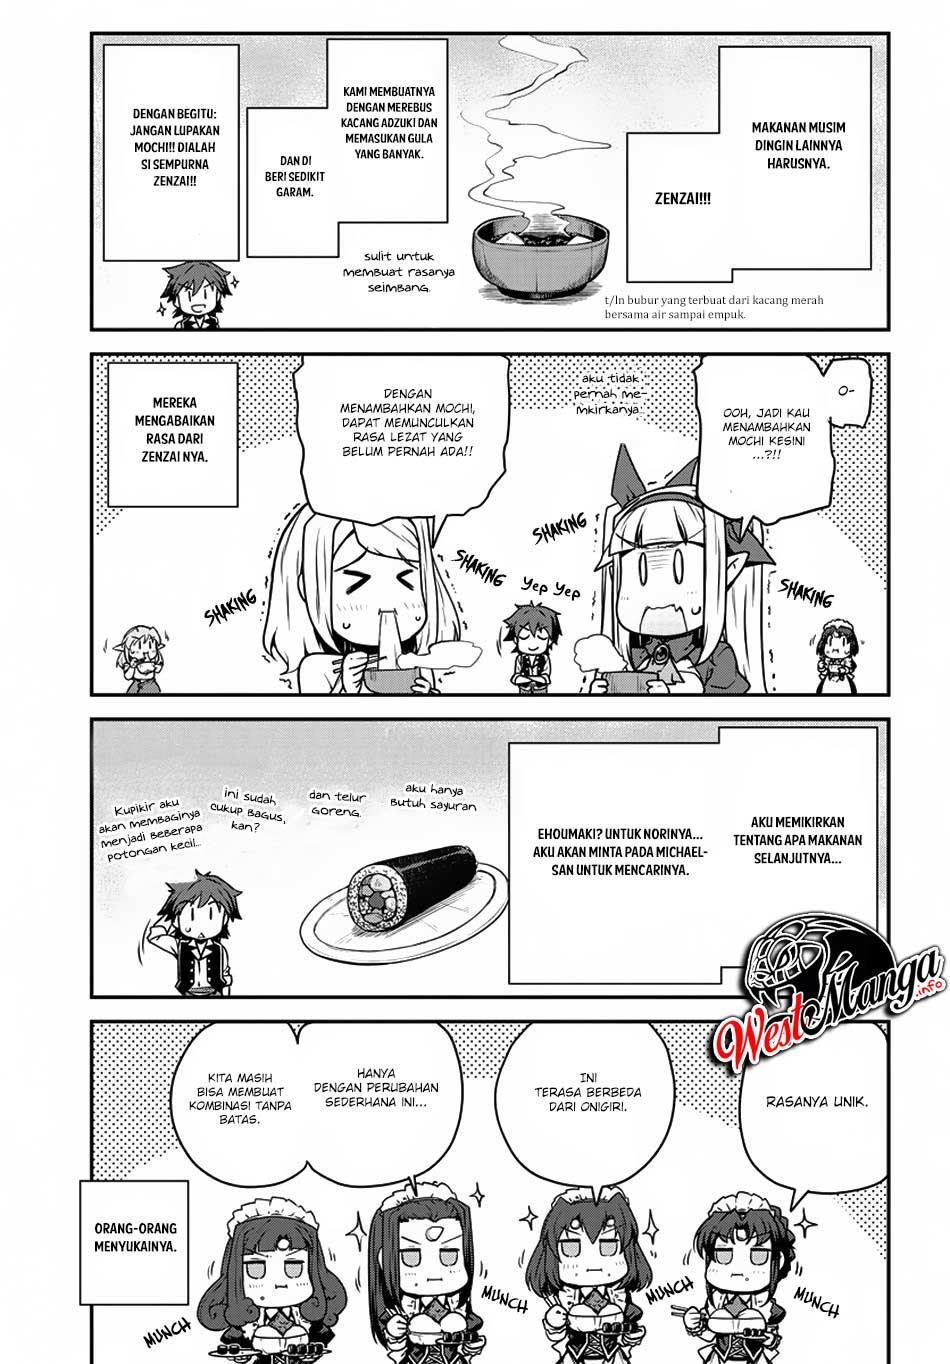 MAKANAN MUSIM
DINGIN LAINNYA
HARUSNYA.
ZENZAI!!!
t/ln bubur yang terbuat dari kacang merah
bersama air sampai empuk.
KAMI MEMBUATNYA
DENGAN MEREBUS
KACANG ADZUKI DAN
MEMASUKAN GULA
YANG BANYAK.
DAN DI
BERI SEDIKIT
GARAM.
sulit untuk
membuat rasanya
seimbang.
DENGAN BEGITU:
JANGAN LUPAKAN
MOCHI!! DIALAH
SI SEMPURNA
ZENZAI!!!
O-
OOH, JADI KAU
MENAMBAHKAN
MOCHI KESINI
...?!!
aku tidak
pernah me-
mkirkanya.
SHAKING
SHAKING
Yep Yep
DENGAN
MENAMBAHKAN MOCHI,
DAPAT MEMUNCULKAN
RASA LEZAT YANG
BELUM PERNAH ADA!!
SHAKING
SHAKING
MEREKA
MENGABAIKAN
RASA DARI
ZENZAI NYA.
AKU MEMIKIRKAN
TENTANG APA MAKANAN
SELANJUTNYA...
EHOUMAKI? UNTUK NORINYA...
AKU AKAN MINTA PADA MICHAEL-
SAN UNTUK MENCARINYA.
aku hanya
butuh sayuran
dan telur
goreng.
ini sudah
cukup bagus,
kan?
Kupikir aku
akan membaginya
menjadi beberapa
potongan kecil...
WestManga
.info
RASANYA UNIK.
INI
TERASA BERBEDA
DARI ONIGIRI.
HANYA
DENGAN PERUBAHAN
SEDERHANA INI...
KITA MASIH
BISA MEMBUAT
KOMBINASI TANPA
BATAS.
MUNCH
MUNCH
MUNCH
MUNCH
ORANG-ORANG
MENYUKAINYA.